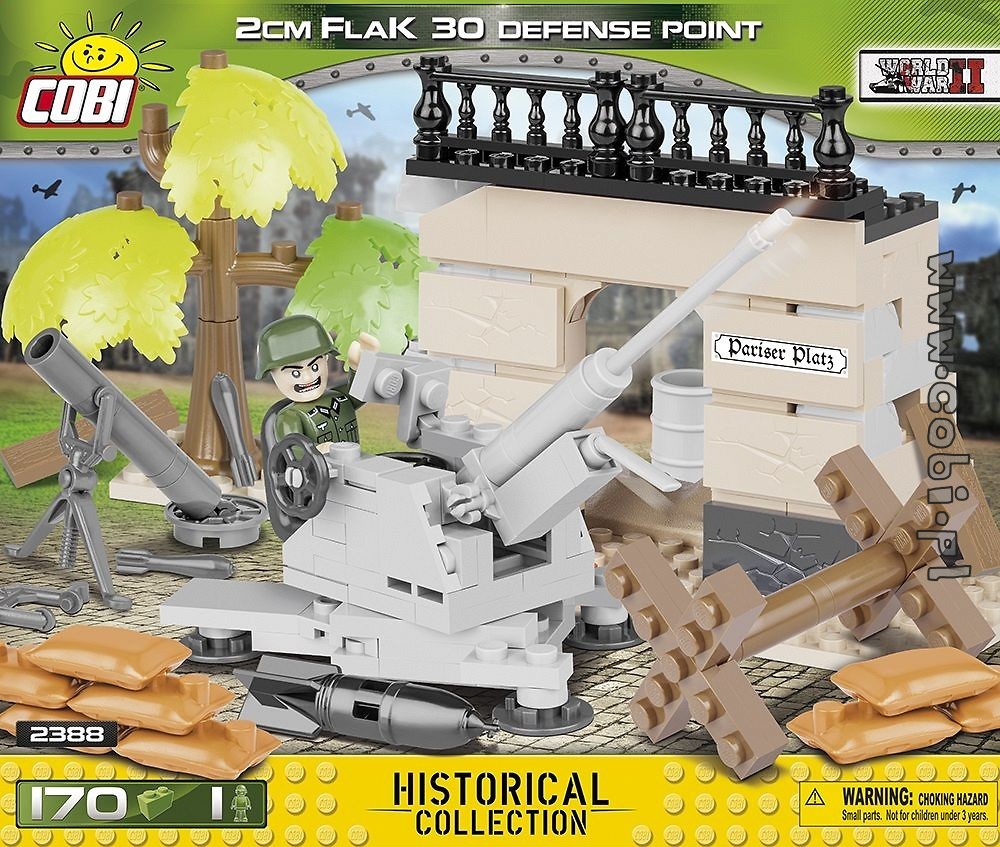 2CM FLAK 30 DEFENSE POINT
COBI
WORLD
WAR II
Pariser Platz
www.cobi.pl
2388
170
1
HISTORICAL
COLLECTION
WARNING: CHOKING HAZARD
Small parts. Not for children under 3 years.